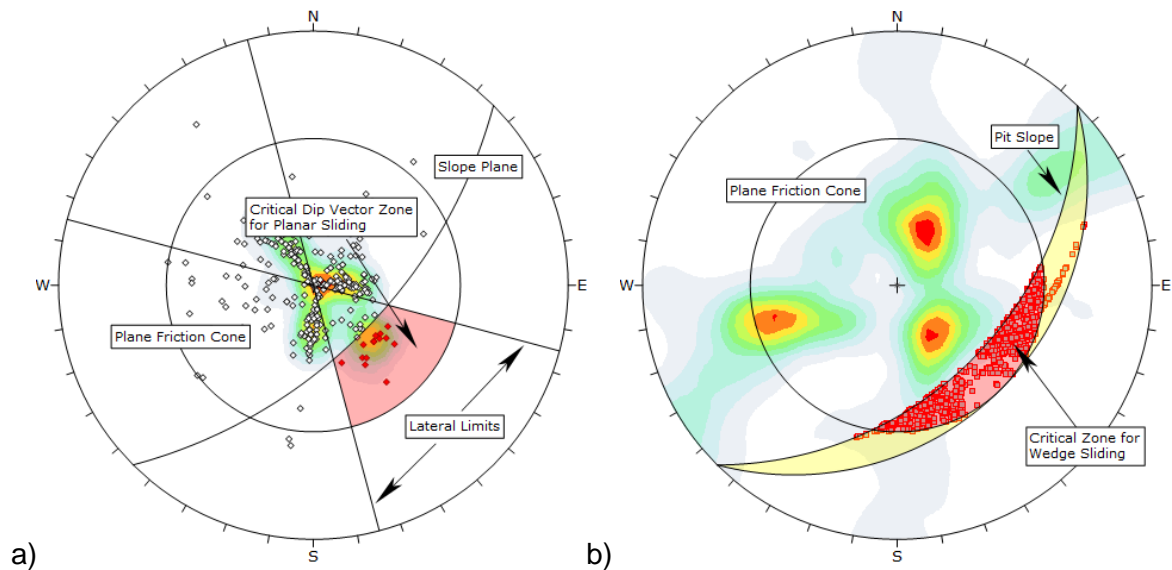 N
Slope Plane
Critical Dip Vector Zone
for Planar Sliding
W
Plane Friction Cone
Lateral Limits
S
a)
N
Pit Slope
Plane Friction Cone
W
E
Critical Zone for
Wedge Sliding
S
b)
E